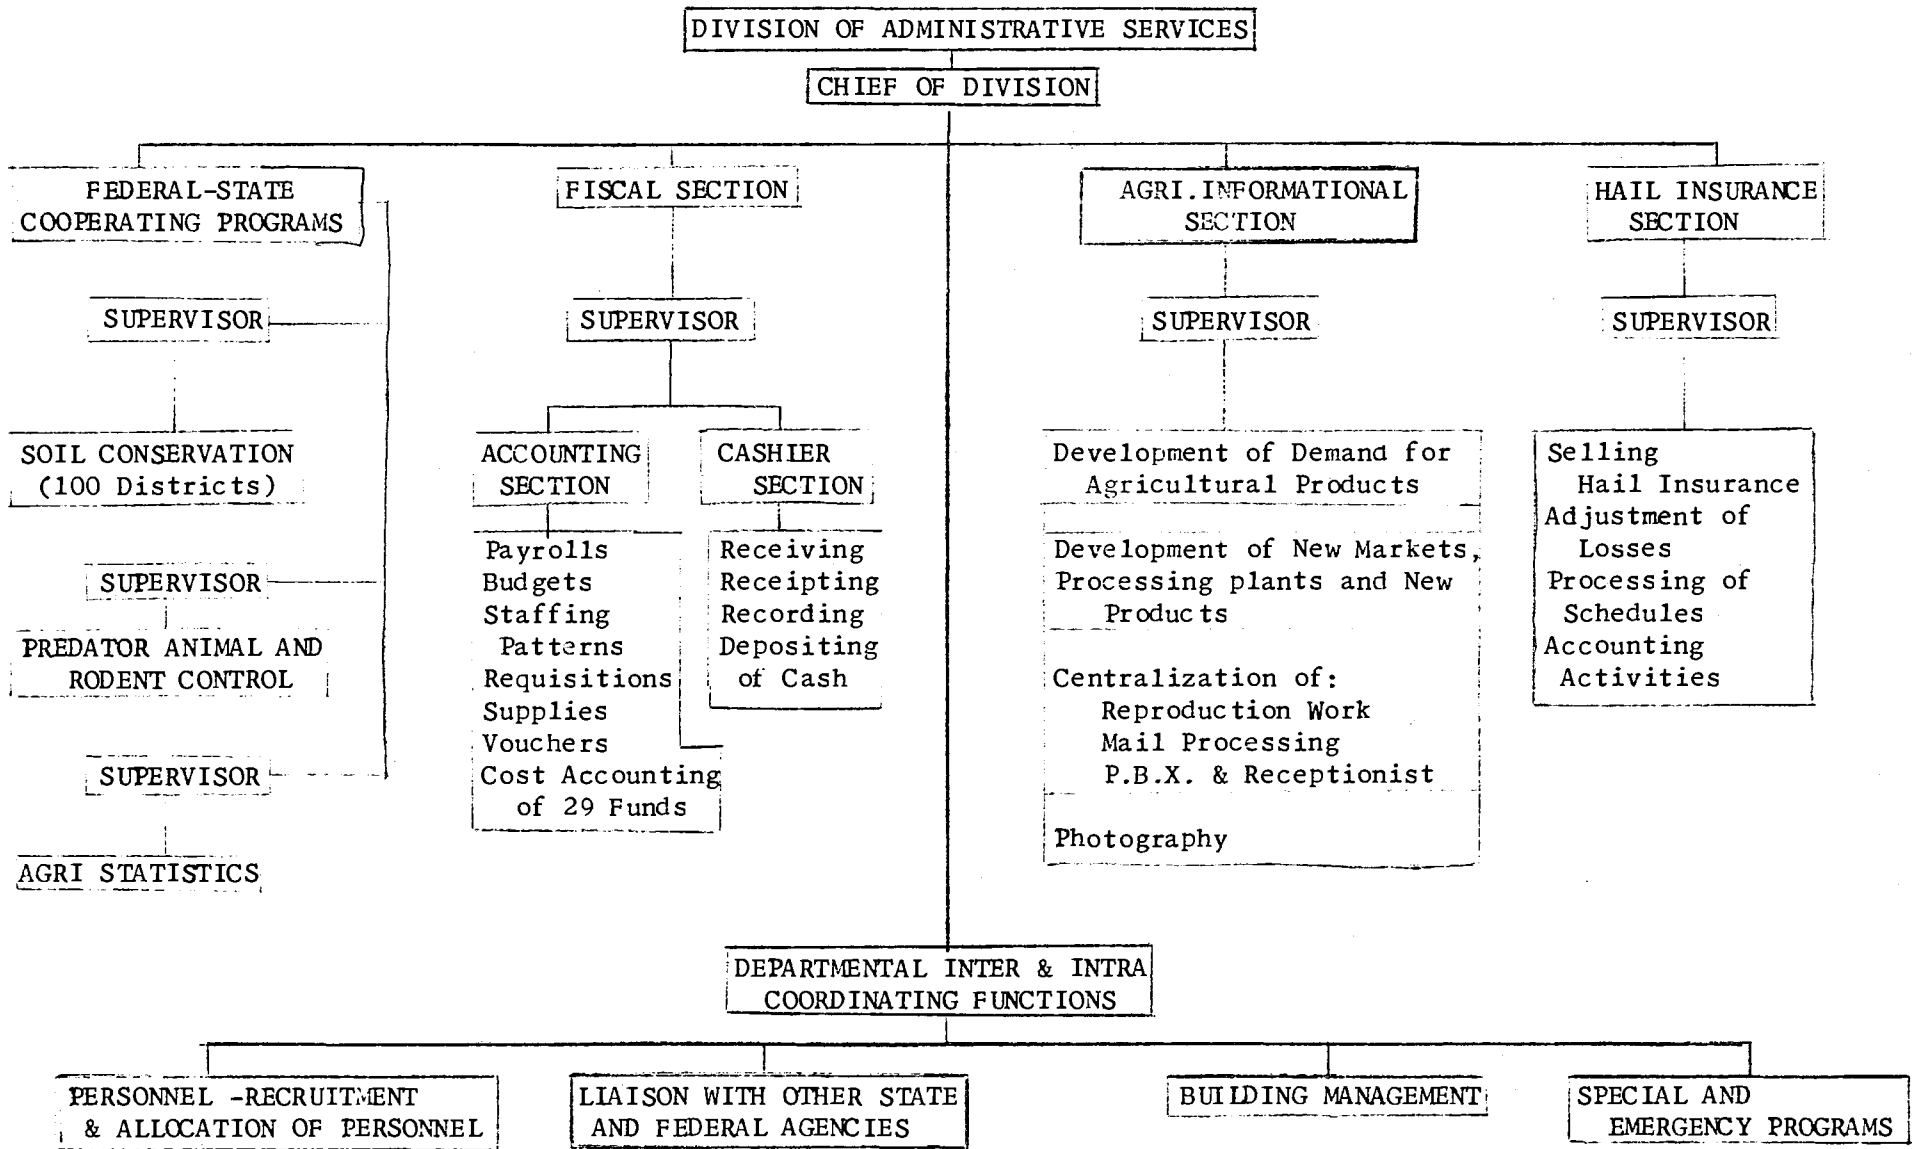 DIVISION OF ADMINISTRATIVE SERVICES
CHIEF OF DIVISION
FEDERAL-STATE
COOPERATING PROGRAMS
SUPERVISOR
SOIL CONSERVATION
(100 Districts)
SUPERVISOR
PREDATOR ANIMAL AND
RODENT CONTROL
SUPERVISOR
AGRI STATISTICS
FISCAL SECTION
SUPERVISOR
ACCOUNTING
SECTION
Payrolls
Budgets
Staffing
Patterns
Requisitions
Supplies
Vouchers
Cost Accounting
of 29 Funds
CASHIER
SECTION
Receiving
Receipting
Recording
Depositing
of Cash
AGRI.INFORMATIONAL
SECTION
SUPERVISOR
Development of Demand for
Agricultural Products
Development of New Markets,
Processing plants and New
Products
Centralization of:
Reproduction Work
Mail Processing
P.B.X. & Receptionist
Photography
HAIL INSURANCE
SECTION
SUPERVISOR
Selling
Hail Insurance
Adjustment of
Losses
Processing of
Schedules
Accounting
Activities
DEPARTMENTAL INTER & INTRA
COORDINATING FUNCTIONS
PERSONNEL -RECRUITMENT
& ALLOCATION OF PERSONNEL
LIAISON WITH OTHER STATE
AND FEDERAL AGENCIES
BUILDING MANAGEMENT
SPECIAL AND
EMERGENCY PROGRAMS